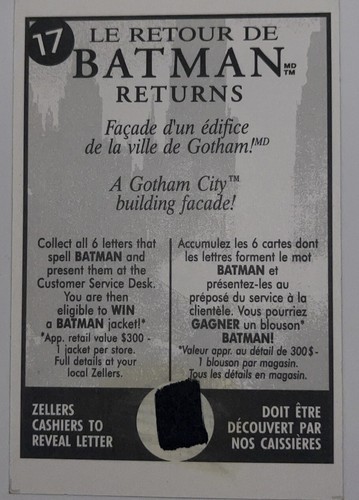 17
LE RETOUR DE
BATMAN MD
TM
RETURNS
Façade d'un édifice
de la ville de Gotham!MD
A Gotham City™
building facade!
Collect all 6 letters that
spell BATMAN and
present them at the
Customer Service Desk.
You are then
eligible to WIN
a BATMAN jacket!*
*App. retail value $300 -
1 jacket per store.
Full details at your
local Zellers.
Accumulez les 6 cartes dont
les lettres forment le mot
BATMAN et
présentez-les au
préposé du service à la
clientèle. Vous pourriez
GAGNER un blouson*
BATMAN!
*Valeur appr. au détail de 300$ -
1 blouson par magasin.
Tous les détails en magasin.
ZELLERS
CASHIERS TO
REVEAL LETTER
DOIT ÊTRE
DÉCOUVERT PAR
NOS CAISSIÈRES